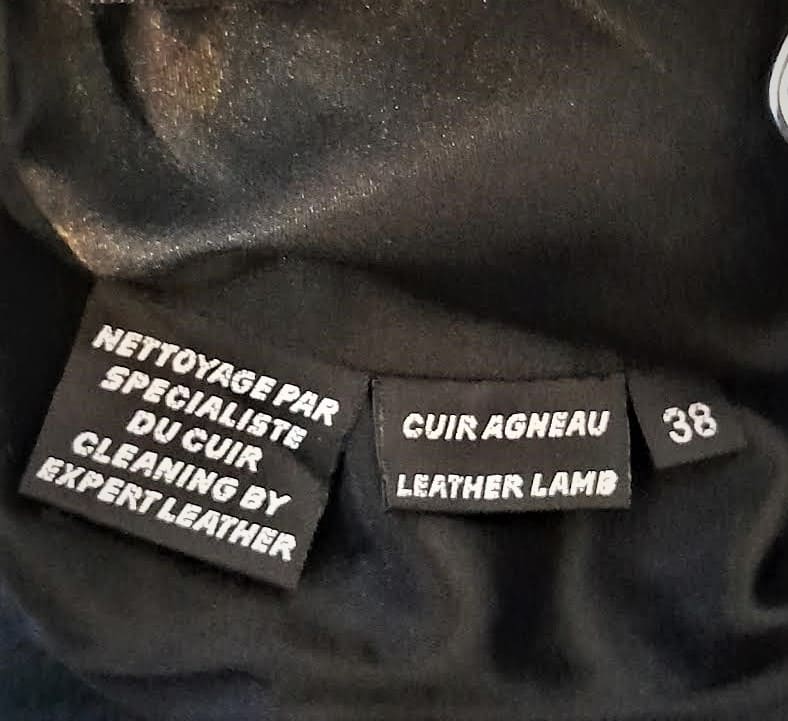 NETTOYAGE PAR
SPECIALISTE
DU CUIR
CLEANING BY
EXPERT LEATHER
CUIR AGNEAU
LEATHER LAMB
38